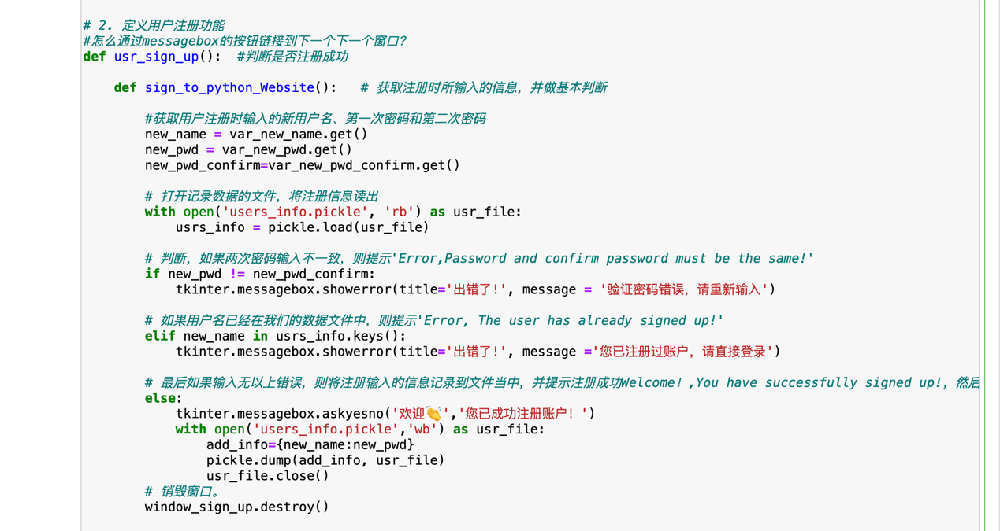 # 2. 定义用户注册功能
#怎么通过messagebox的按钮链接到下一个下一个窗口?
def usr_sign_up():  #判断是否注册成功
    def sign_to_python_Website():   # 获取注册时所输入的信息，并做基本判断
        #获取用户注册时输入的新用户名、第一次密码和第二次密码
        new_name = var_new_name.get()
        new_pwd = var_new_pwd.get()
        new_pwd_confirm=var_new_pwd_confirm.get()
        # 打开记录数据的文件，将注册信息读出
        with open('users_info.pickle', 'rb') as usr_file:
            usrs_info = pickle.load(usr_file)
        # 判断，如果两次密码输入不一致，则提示'Error,Password and confirm password must be the same!'
        if new_pwd != new_pwd_confirm:
            tkinter.messagebox.showerror(title='出错了!', message = '验证密码错误，请重新输入')
        # 如果用户名已经在我们的数据文件中，则提示'Error, The user has already signed up!'
        elif new_name in usrs_info.keys():
            tkinter.messagebox.showerror(title='出错了!', message ='您已注册过账户，请直接登录')
        # 最后如果输入无以上错误，则将注册输入的信息记录到文件当中，并提示注册成功Welcome！,You have successfully signed up!，然后
        else:
            tkinter.messagebox.askyesno('欢迎👏','您已成功注册账户！')
            with open('users_info.pickle','wb') as usr_file:
                add_info={new_name:new_pwd}
                pickle.dump(add_info, usr_file)
                usr_file.close()
        # 销毁窗口。
        window_sign_up.destroy()